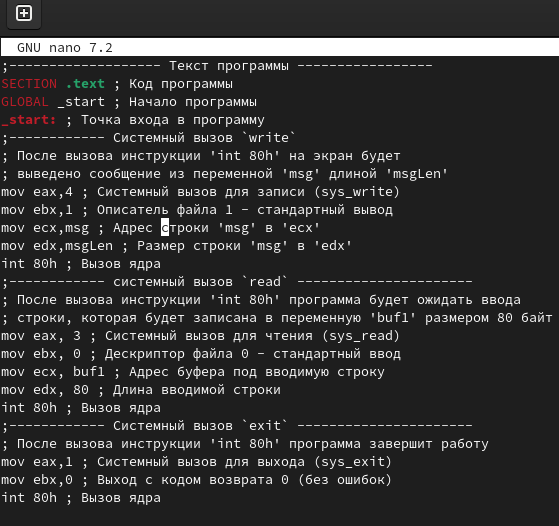 GNU nano 7.2
;------------------- Текст программы -----------------
SECTION .text ; Код программы
GLOBAL _start ; Начало программы
_start: ; Точка входа в программу
;------------ Системный вызов `write`
; После вызова инструкции 'int 80h' на экран будет
; выведено сообщение из переменной 'msg' длиной 'msgLen'
mov eax,4 ; Системный вызов для записи (sys_write)
mov ebx,1 ; Описатель файла 1 - стандартный вывод
mov ecx,msg ; Адрес строки 'msg' в 'ecx'
mov edx,msgLen ; Размер строки 'msg' в 'edx'
int 80h ; Вызов ядра
;------------ системный вызов `read` ----------------------
; После вызова инструкции 'int 80h' программа будет ожидать ввода
; строки, которая будет записана в переменную 'buf1' размером 80 байт
mov eax, 3 ; Системный вызов для чтения (sys_read)
mov ebx, 0 ; Дескриптор файла 0 - стандартный ввод
mov ecx, buf1 ; Адрес буфера под вводимую строку
mov edx, 80 ; Длина вводимой строки
int 80h ; Вызов ядра
;------------ Системный вызов `exit` ----------------------
; После вызова инструкции 'int 80h' программа завершит работу
mov eax,1 ; Системный вызов для выхода (sys_exit)
mov ebx,0 ; Выход с кодом возврата 0 (без ошибок)
int 80h ; Вызов ядра